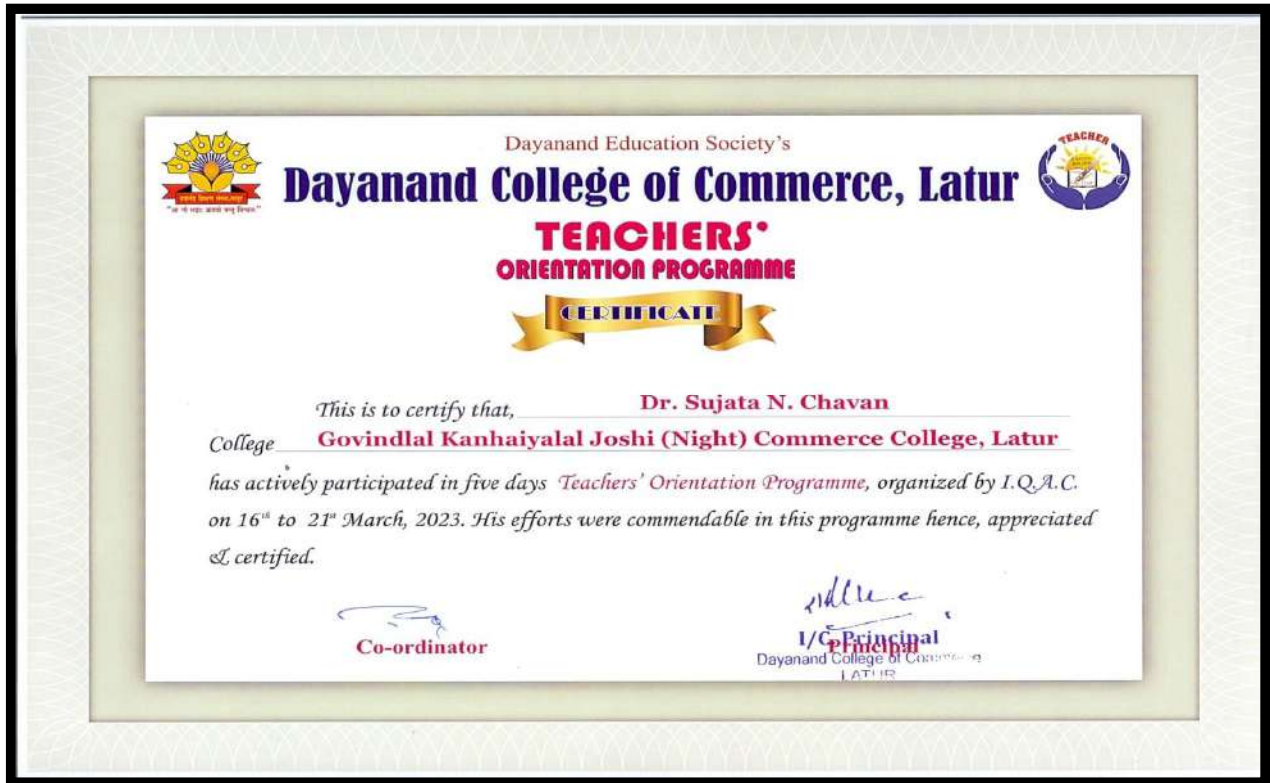 Dayanand Education Society's
Dayanand College of Commerce, Latur
TEACHER
TEACHERS'
ORIENTATION PROGRAMME
CERTIFICATE
This is to certify that, Dr. Sujata N. Chavan
College Govindlal Kanhaiyalal Joshi (Night) Commerce College, Latur
has actively participated in five days Teachers' Orientation Programme, organized by I.Q.A.C.
on 16th to 21st March, 2023. His efforts were commendable in this programme hence, appreciated
& certified.
Co-ordinator
I/C Principal
Principal
Dayanand College of Commerce
LATUR